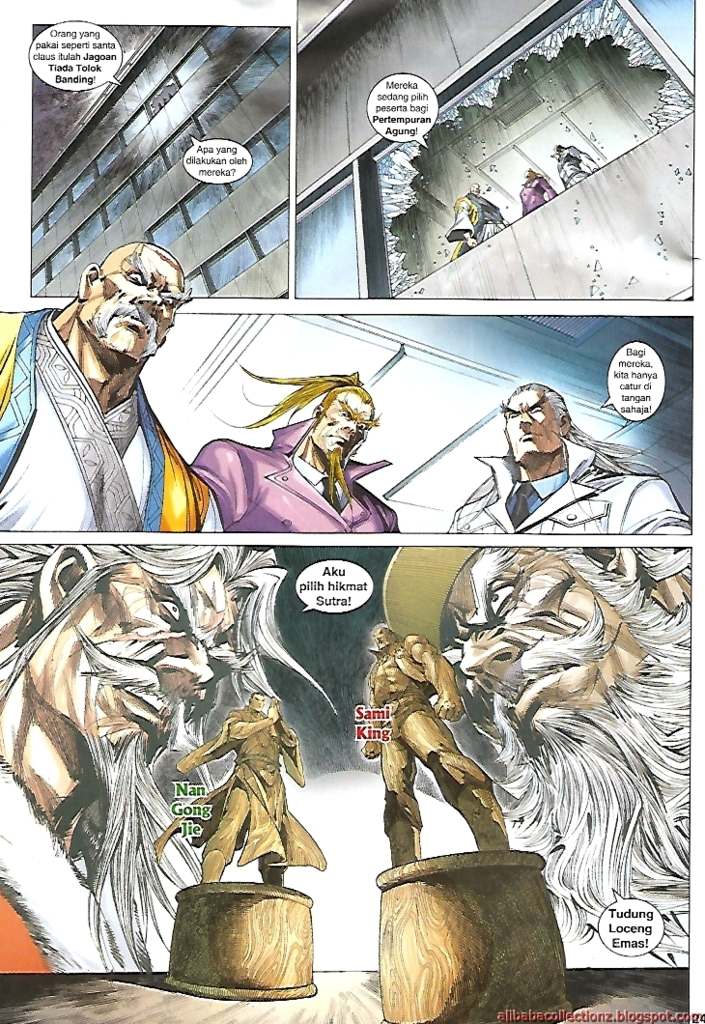 Orang yang
pakai seperti santa
claus itulah Jagoan
Tiada Tolok
Banding!
Apa yang
dilakukan oleh
mereka?
Mereka
sedang pilih
peserta bagi
Pertempuran
Agung!
Bagi
mereka,
kita hanya
catur di
tangan
sahaja!
Aku
pilih hikmat
Sutra!
Sami
King
Nan
Gong
Jie
Tudung
Loceng
Emas!
alibabacollectionz.blogspot.com